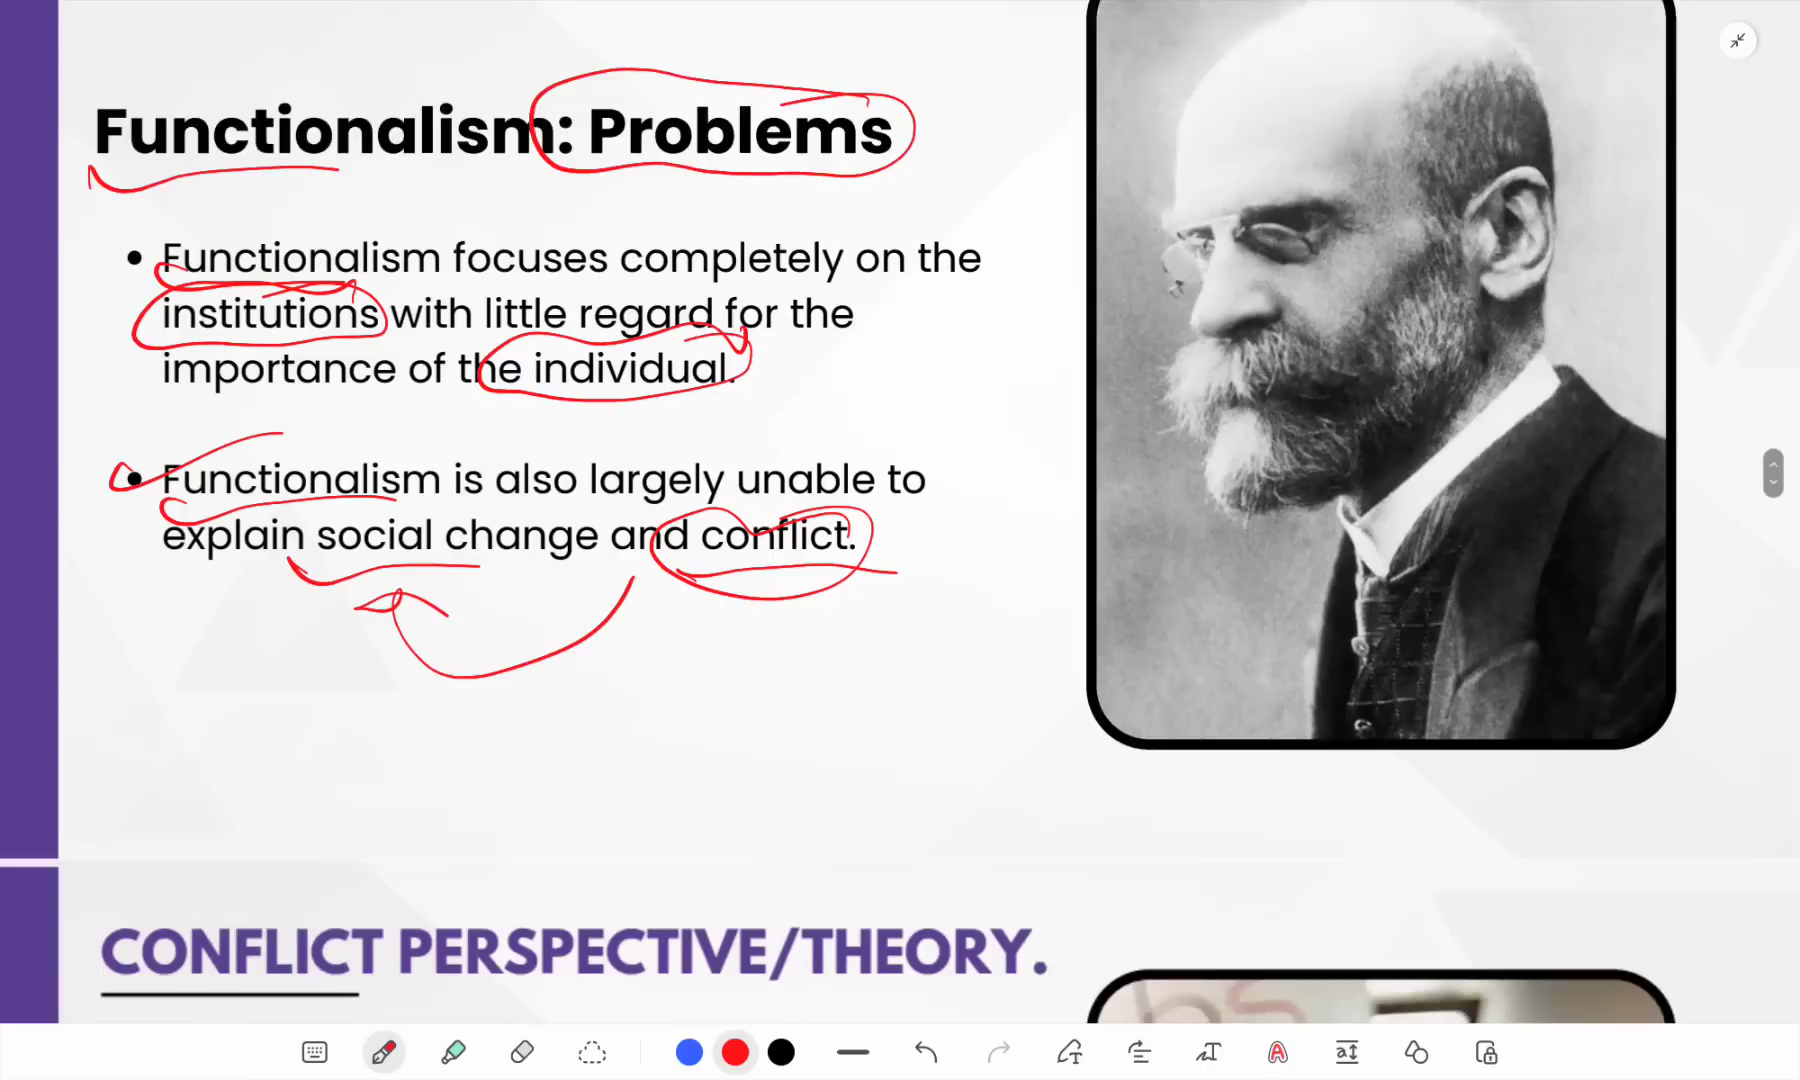 Functionalism: Problems
• Functionalism focuses completely on the
institutions with little regard for the
importance of the individual.
• Functionalism is also largely unable to
explain social change and conflict.
CONFLICT PERSPECTIVE/THEORY.